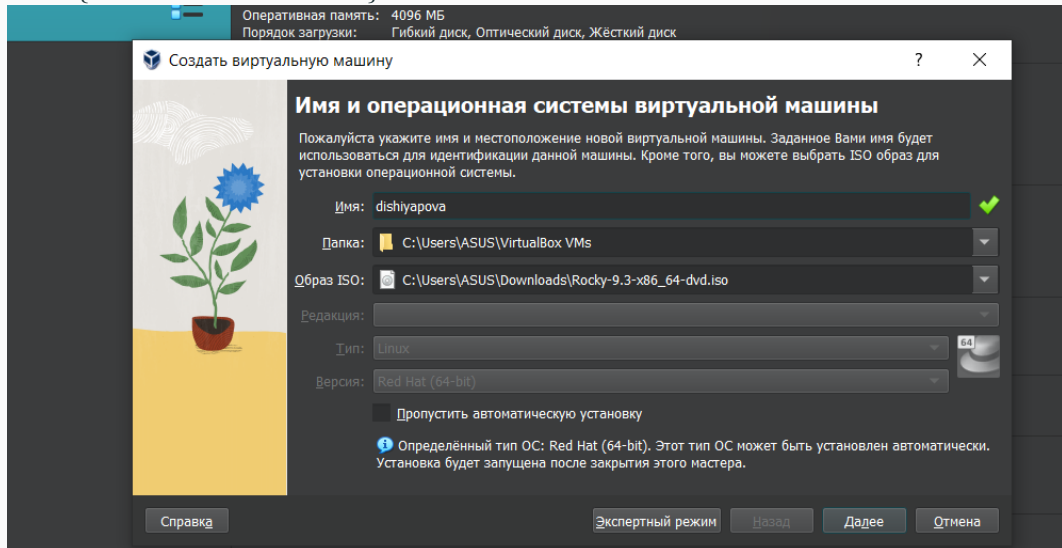 Оперативная память: 4096 МБ
Порядок загрузки: Гибкий диск, Оптический диск, Жёсткий диск
Создать виртуальную машину
?
Имя и операционная системы виртуальной машины
Пожалуйста укажите имя и местоположение новой виртуальной машины. Заданное Вами имя будет
использоваться для идентификации данной машины. Кроме того, вы можете выбрать ISO образ для
установки операционной системы.
Имя: dishiyapova
Папка: C:\Users\ASUS\VirtualBox VMs
Образ ISO: C:\Users\ASUS\Downloads\Rocky-9.3-x86_64-dvd.iso
Редакция:
Тип: Linux
64
Версия: Red Hat (64-bit)
Пропустить автоматическую установку
Определённый тип ОС: Red Hat (64-bit). Этот тип ОС может быть установлен автоматически.
Установка будет запущена после закрытия этого мастера.
Справка Экспертный режим Назад Далее Отмена